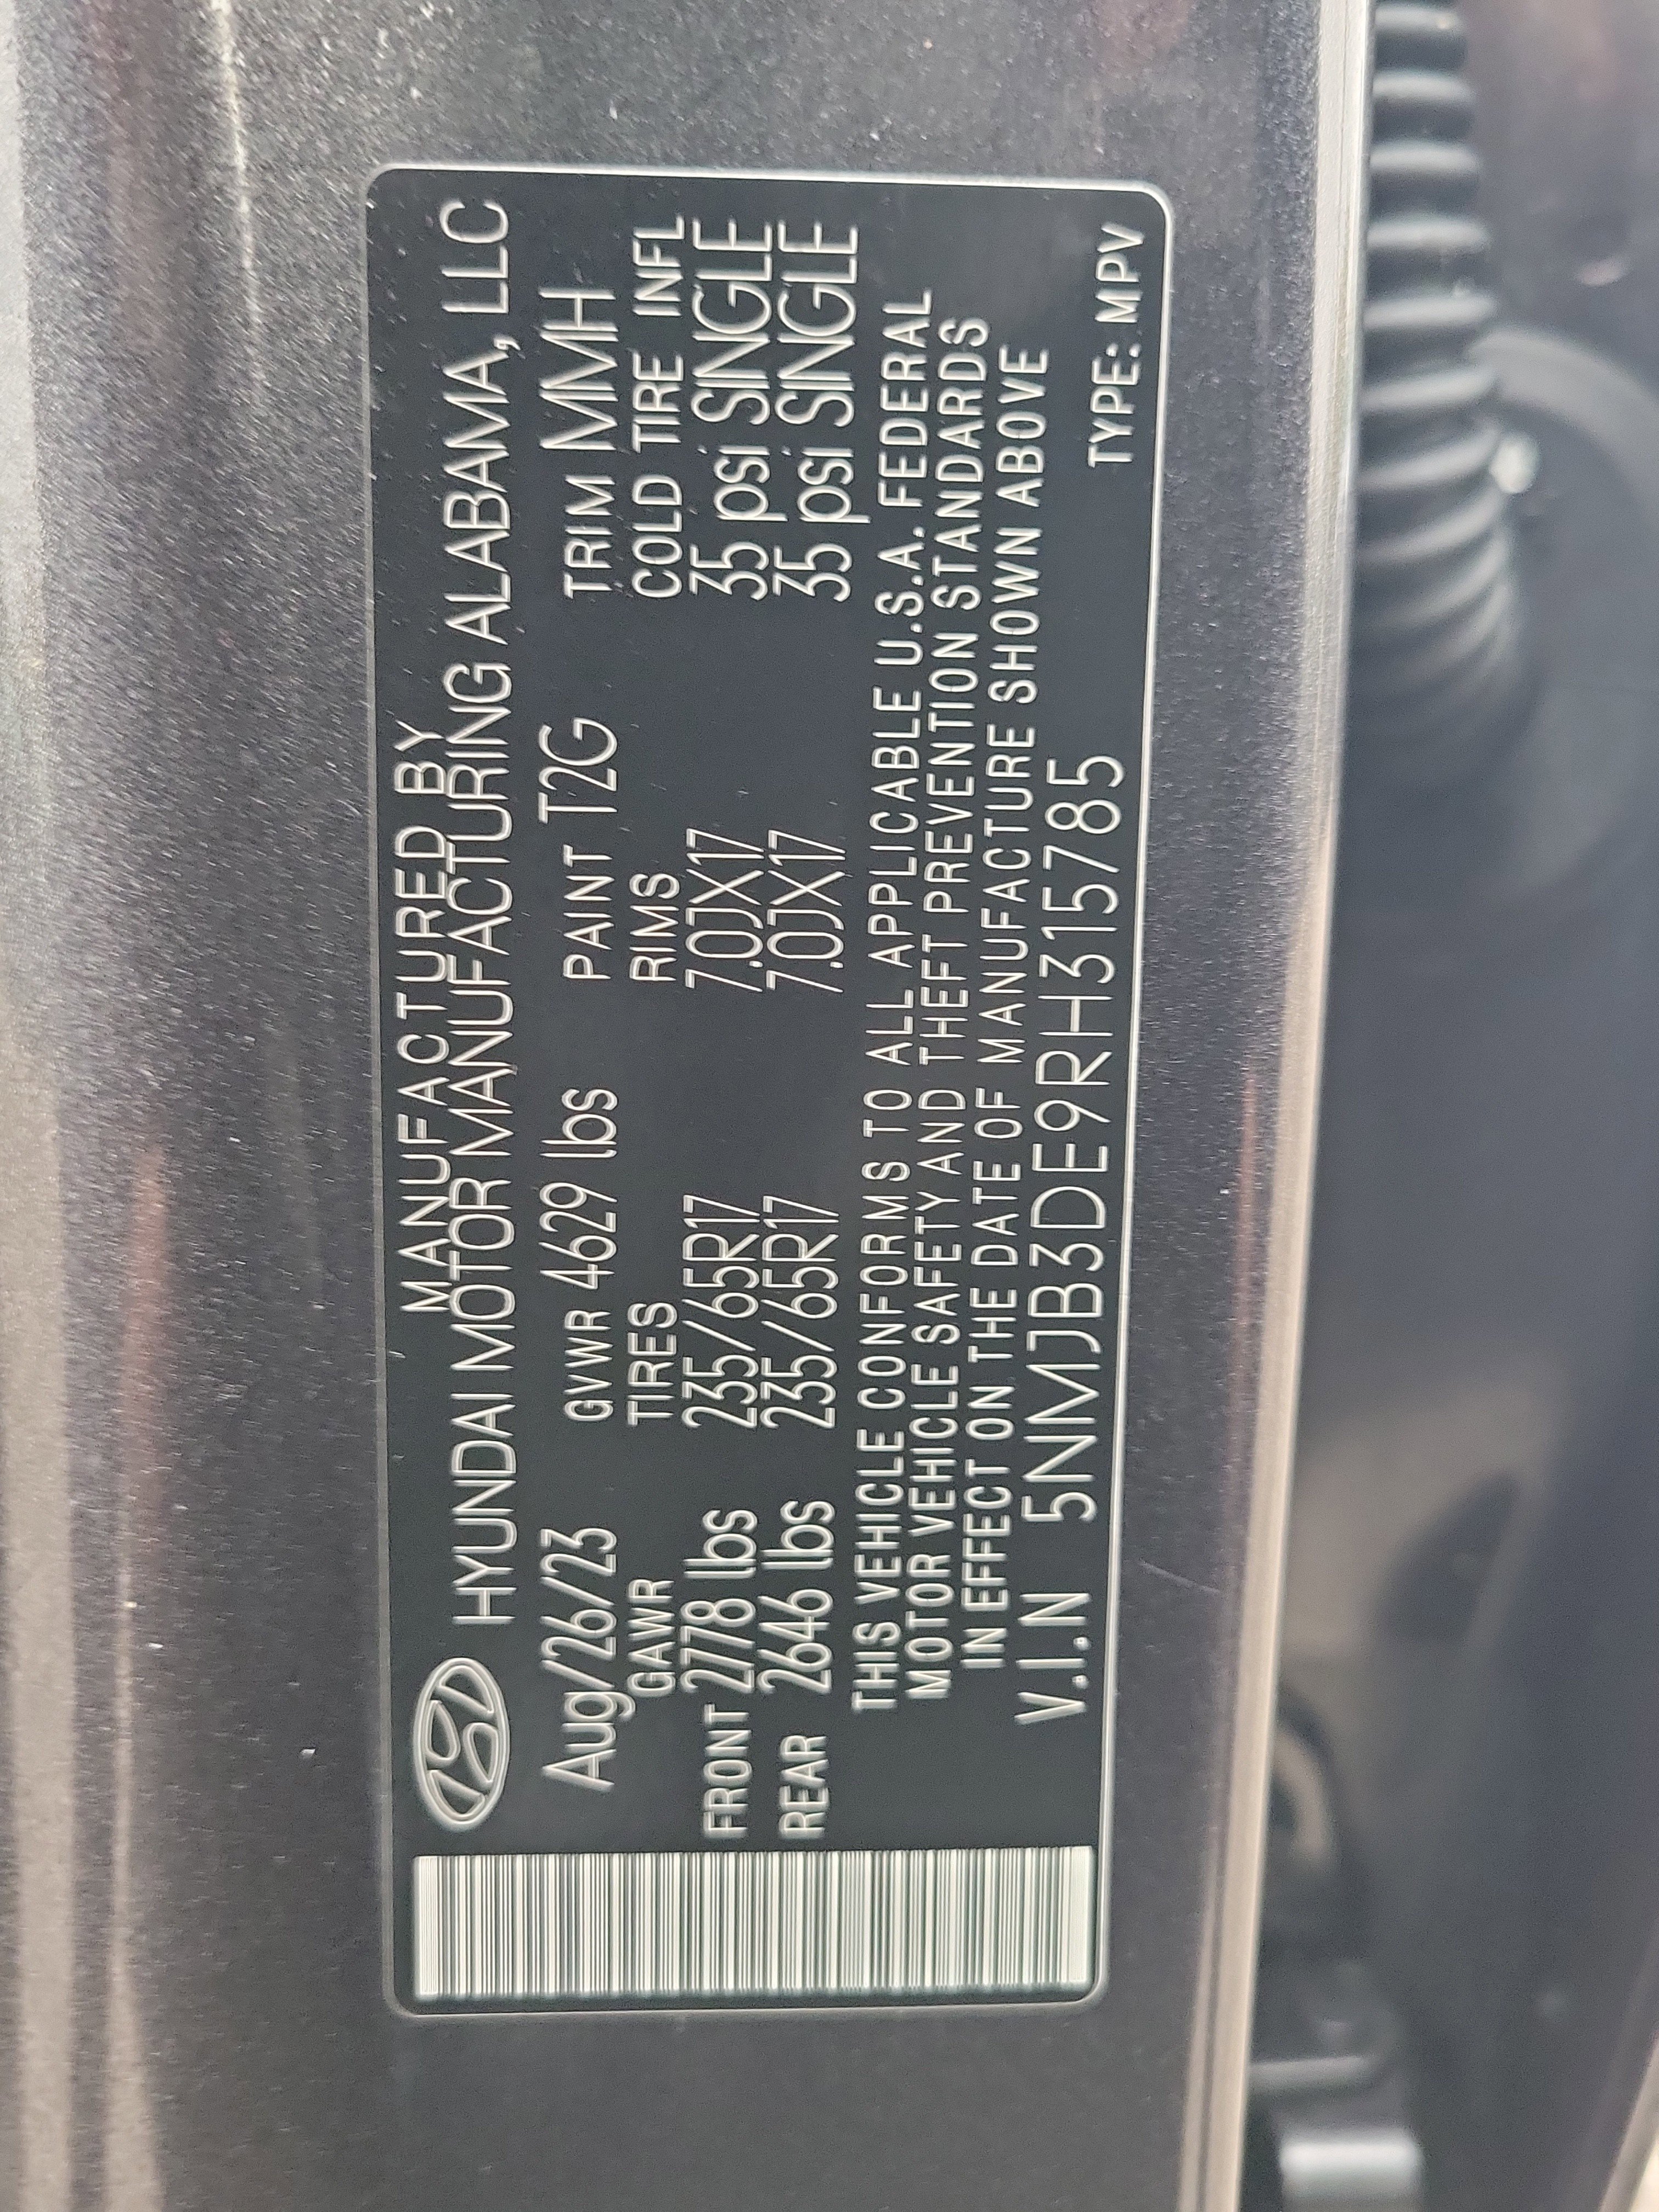 MANUFACTURED BY
HYUNDAI MOTOR MANUFACTURING ALABAMA, LLC
Aug/26/23 GVWR 4629 lbs PAINT T2G TRIM MMH
GAWR TIRES RIMS COLD TIRE INFL
FRONT 2778 lbs 235/65R17 7.0JX17 35 psi SINGLE
REAR 2646 lbs 235/65R17 7.0JX17 35 psi SINGLE
THIS VEHICLE CONFORMS TO ALL APPLICABLE U.S.A. FEDERAL
MOTOR VEHICLE SAFETY AND THEFT PREVENTION STANDARDS
IN EFFECT ON THE DATE OF MANUFACTURE SHOWN ABOVE
V.I.N 5NMJB3DE9RH315785 TYPE: MPV